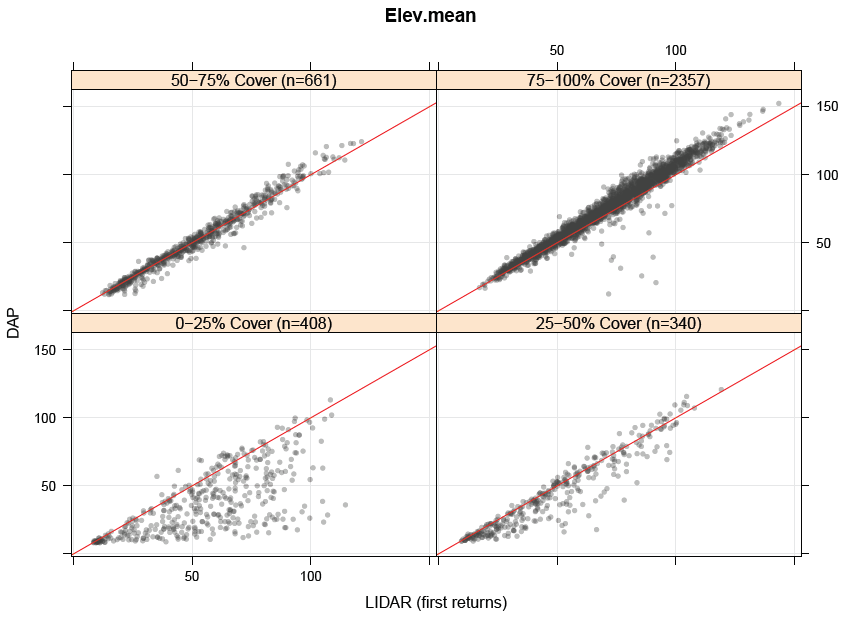 Elev.mean
50 100
50−75% Cover (n=661)
75−100% Cover (n=2357)
150
100
50
DAP
0−25% Cover (n=408)
25−50% Cover (n=340)
150
100
50
50 100
LIDAR (first returns)